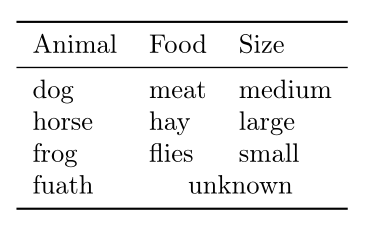 Animal Food Size
dog meat medium
horse hay large
frog flies small
fuath unknown